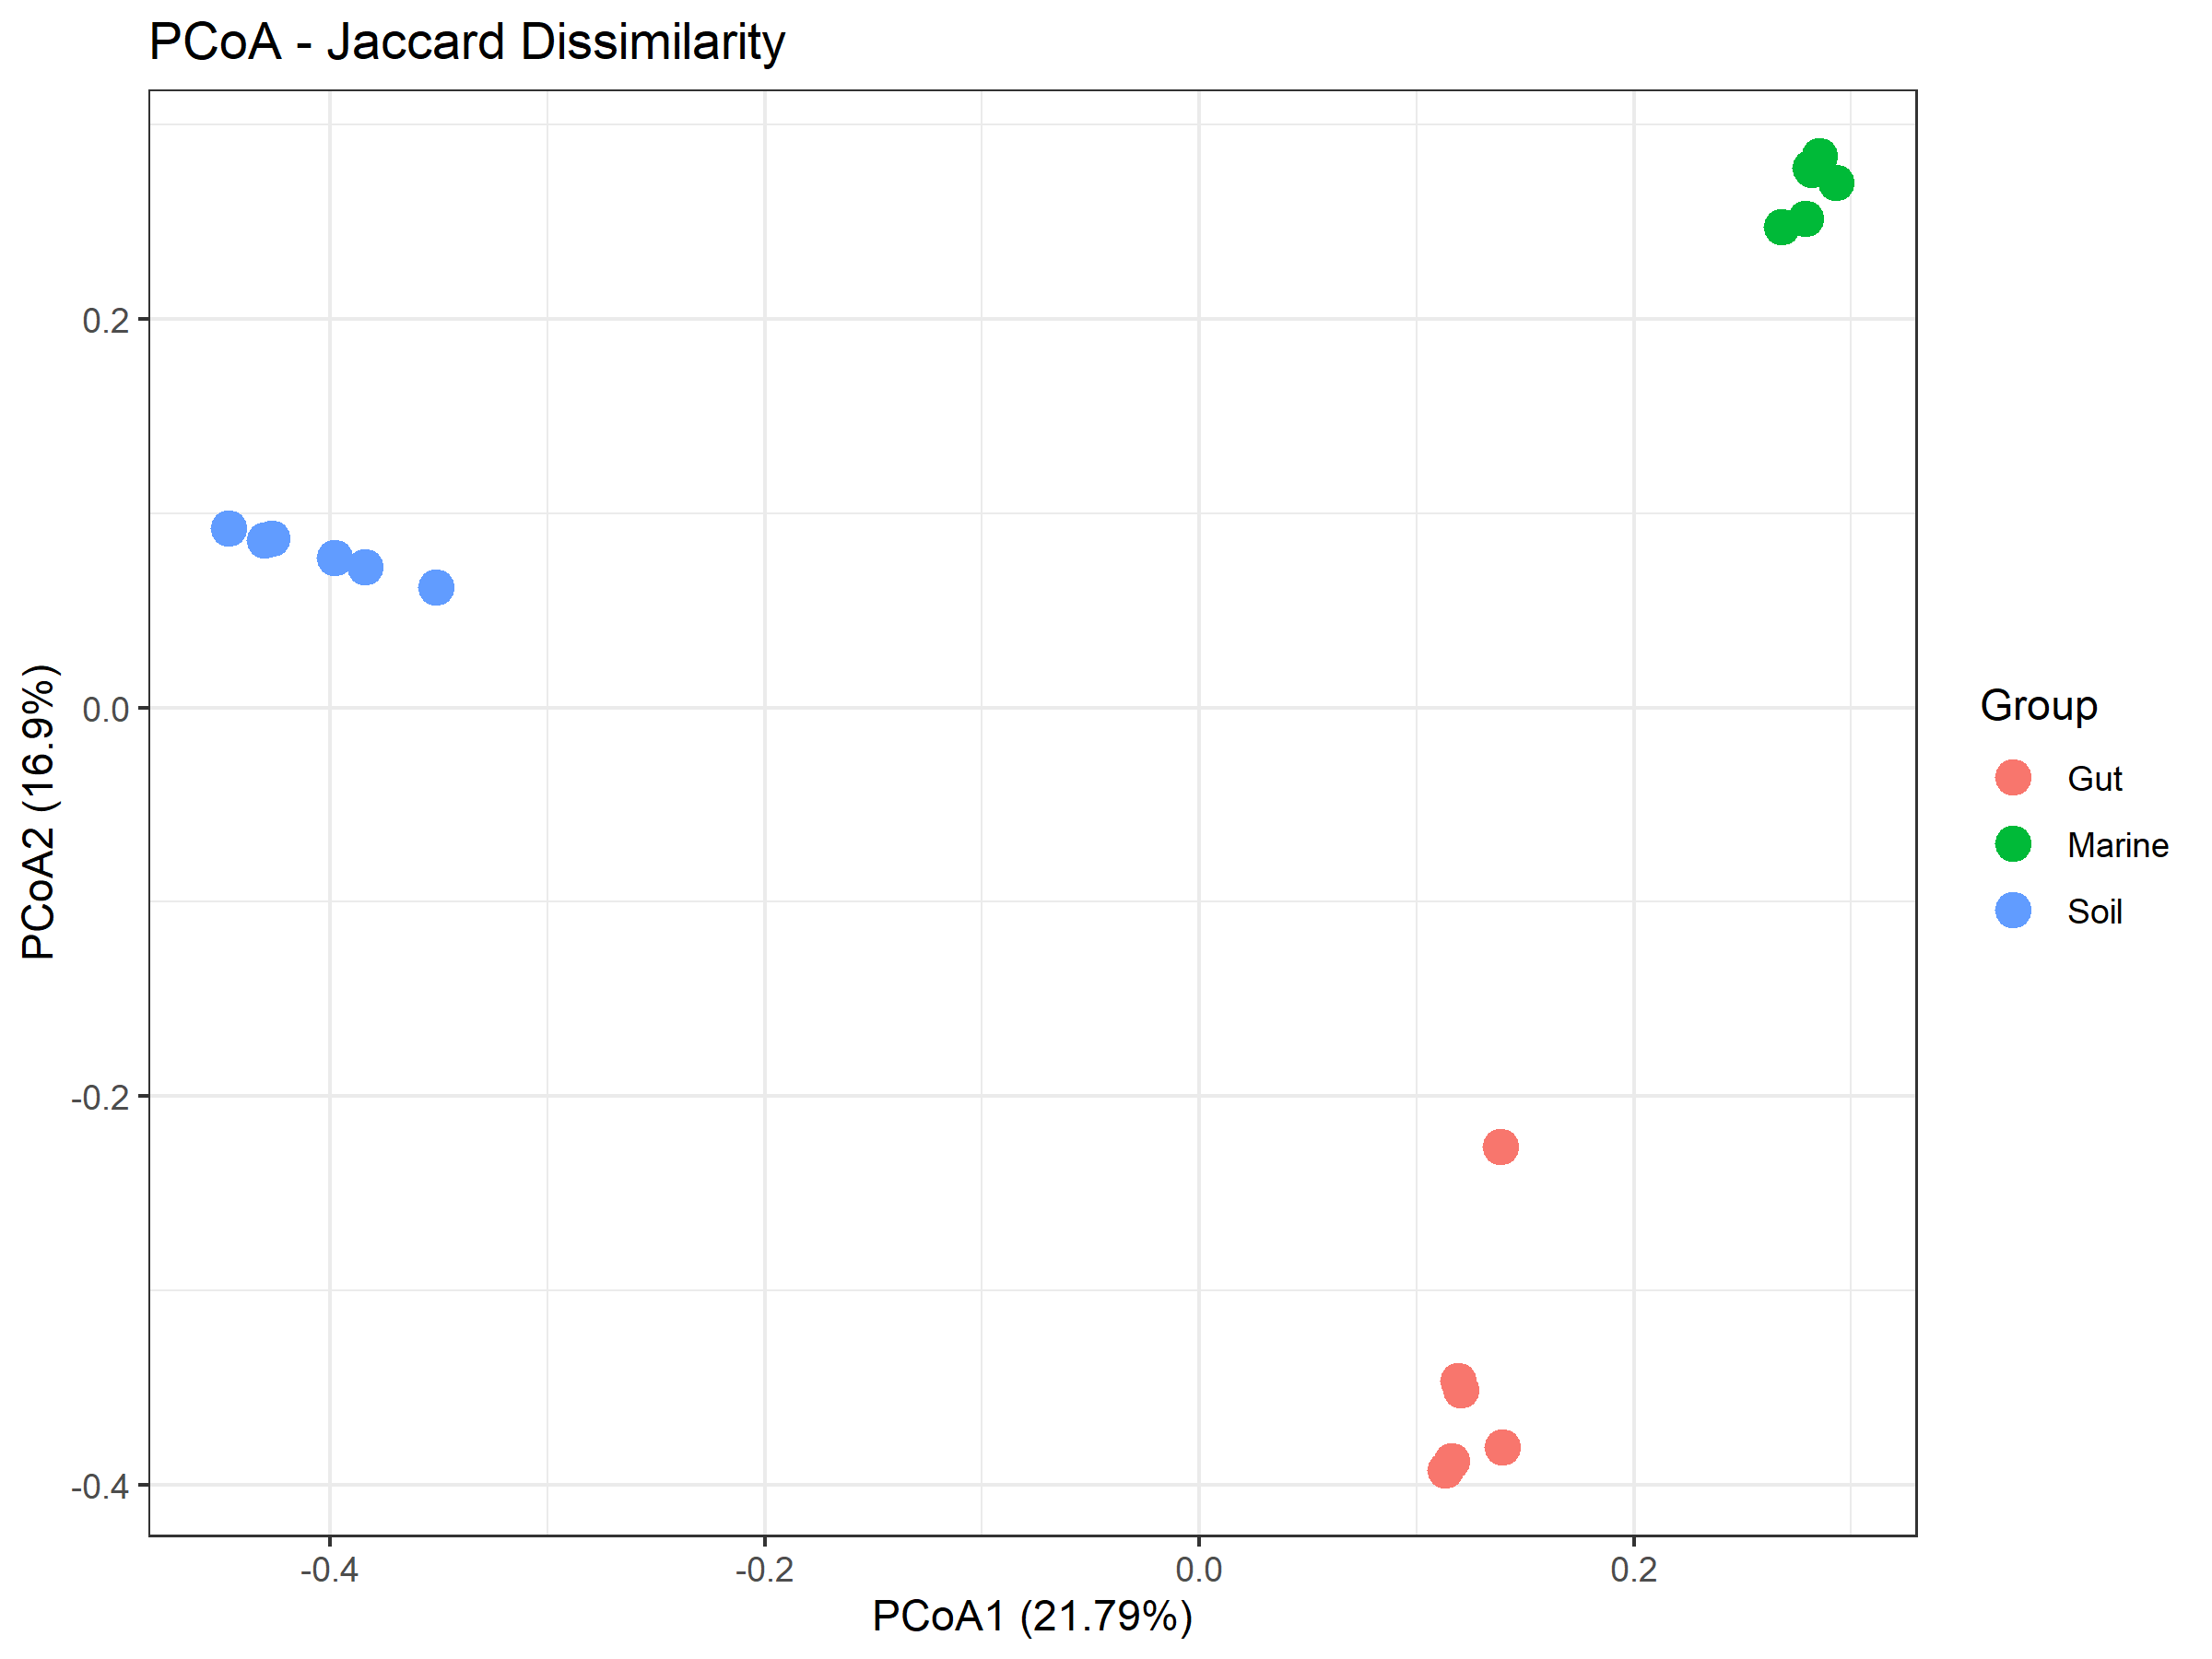 PCoA - Jaccard Dissimilarity
0.2
0.0
-0.2
-0.4
PCoA2 (16.9%)
-0.4
-0.2
0.0
0.2
PCoA1 (21.79%)
Group
Gut
Marine
Soil